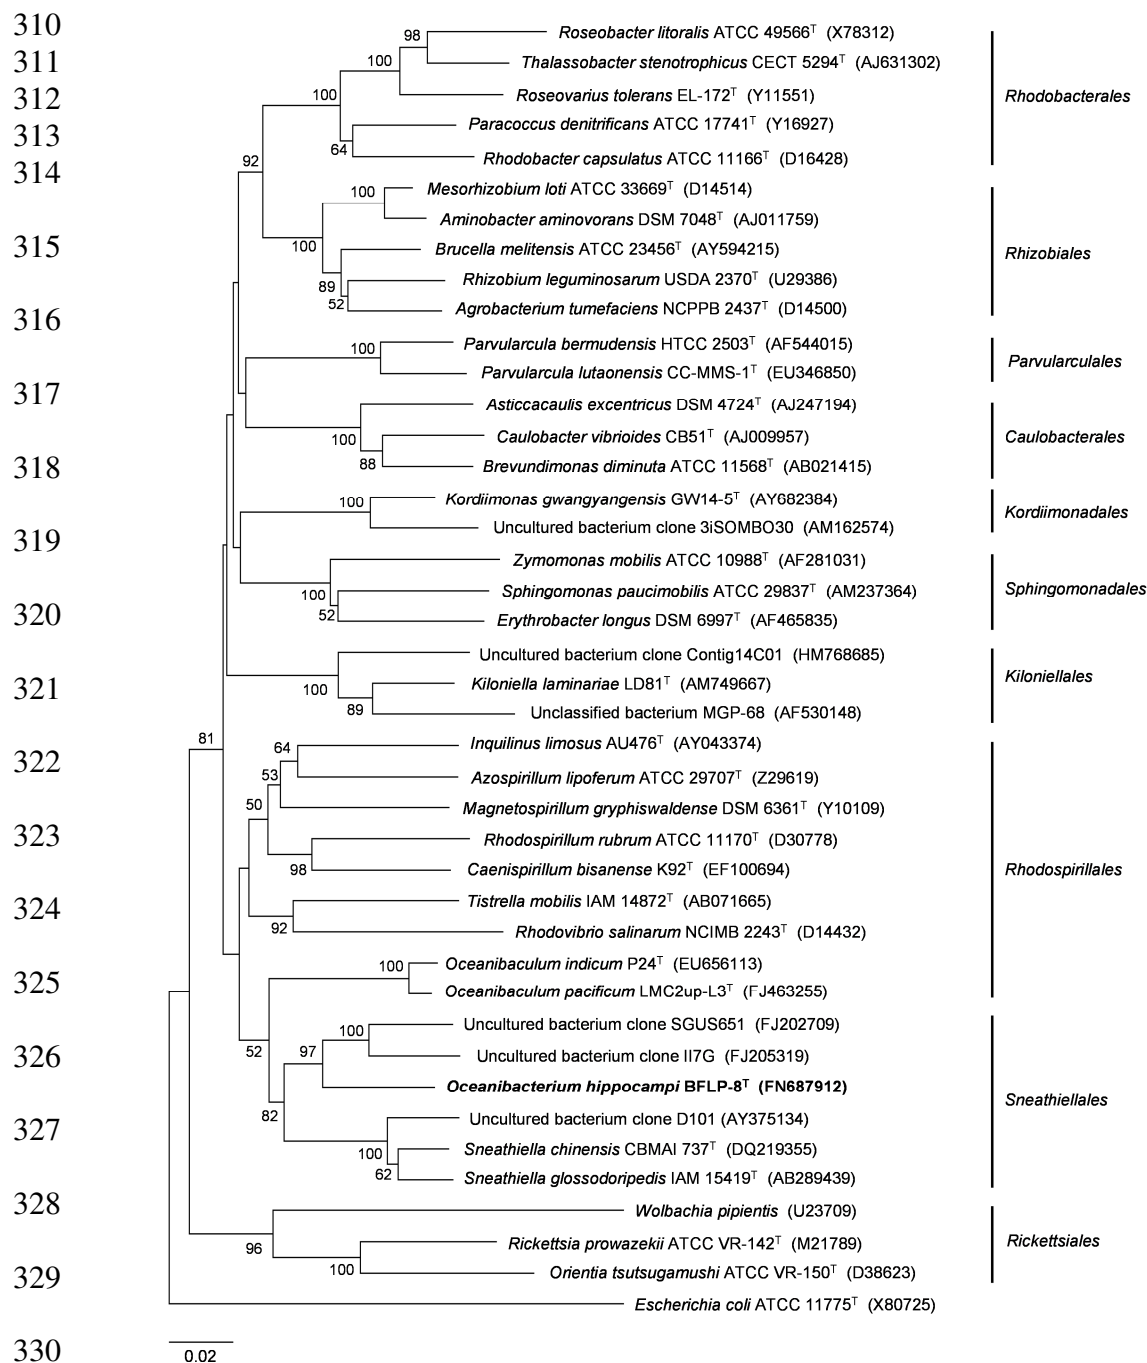 310
98
Roseobacter litoralis ATCC 49566ᵀ (X78312)
311
100
Thalassobacter stenotrophicus CECT 5294ᵀ (AJ631302)
312
100
Roseovarius tolerans EL-172ᵀ (Y11551)
Rhodobacterales
313
Paracoccus denitrificans ATCC 17741ᵀ (Y16927)
64
Rhodobacter capsulatus ATCC 11166ᵀ (D16428)
92
314
100
Mesorhizobium loti ATCC 33669ᵀ (D14514)
Aminobacter aminovorans DSM 7048ᵀ (AJ011759)
315
100
Brucella melitensis ATCC 23456ᵀ (AY594215)
Rhizobiales
89
Rhizobium leguminosarum USDA 2370ᵀ (U29386)
52
Agrobacterium tumefaciens NCPPB 2437ᵀ (D14500)
316
100
Parvularcula bermudensis HTCC 2503ᵀ (AF544015)
Parvularculales
Parvularcula lutaonensis CC-MMS-1ᵀ (EU346850)
317
Asticcacaulis excentricus DSM 4724ᵀ (AJ247194)
100
Caulobacter vibrioides CB51ᵀ (AJ009957)
Caulobacterales
318
88
Brevundimonas diminuta ATCC 11568ᵀ (AB021415)
100
Kordiimonas gwangyangensis GW14-5ᵀ (AY682384)
Kordiimonadales
Uncultured bacterium clone 3iSOMBO30 (AM162574)
319
Zymomonas mobilis ATCC 10988ᵀ (AF281031)
100
Sphingomonas paucimobilis ATCC 29837ᵀ (AM237364)
Sphingomonadales
320
52
Erythrobacter longus DSM 6997ᵀ (AF465835)
Uncultured bacterium clone Contig14C01 (HM768685)
321
100
Kiloniella laminariae LD81ᵀ (AM749667)
Kiloniellales
89
Unclassified bacterium MGP-68 (AF530148)
81
322
64
Inquilinus limosus AU476ᵀ (AY043374)
53
Azospirillum lipoferum ATCC 29707ᵀ (Z29619)
50
Magnetospirillum gryphiswaldense DSM 6361ᵀ (Y10109)
323
Rhodospirillum rubrum ATCC 11170ᵀ (D30778)
98
Caenispirillum bisanense K92ᵀ (EF100694)
Rhodospirillales
324
Tistrella mobilis IAM 14872ᵀ (AB071665)
92
Rhodovibrio salinarum NCIMB 2243ᵀ (D14432)
325
100
Oceanibaculum indicum P24ᵀ (EU656113)
Oceanibaculum pacificum LMC2up-L3ᵀ (FJ463255)
326
52
100
Uncultured bacterium clone SGUS651 (FJ202709)
97
Uncultured bacterium clone II7G (FJ205319)
Oceanibacterium hippocampi BFLP-8ᵀ (FN687912)
Sneathiellales
327
82
Uncultured bacterium clone D101 (AY375134)
100
Sneathiella chinensis CBMAI 737ᵀ (DQ219355)
62
Sneathiella glossodoripedis IAM 15419ᵀ (AB289439)
328
Wolbachia pipientis (U23709)
96
Rickettsia prowazekii ATCC VR-142ᵀ (M21789)
Rickettsiales
329
100
Orientia tsutsugamushi ATCC VR-150ᵀ (D38623)
Escherichia coli ATCC 11775ᵀ (X80725)
330
0.02